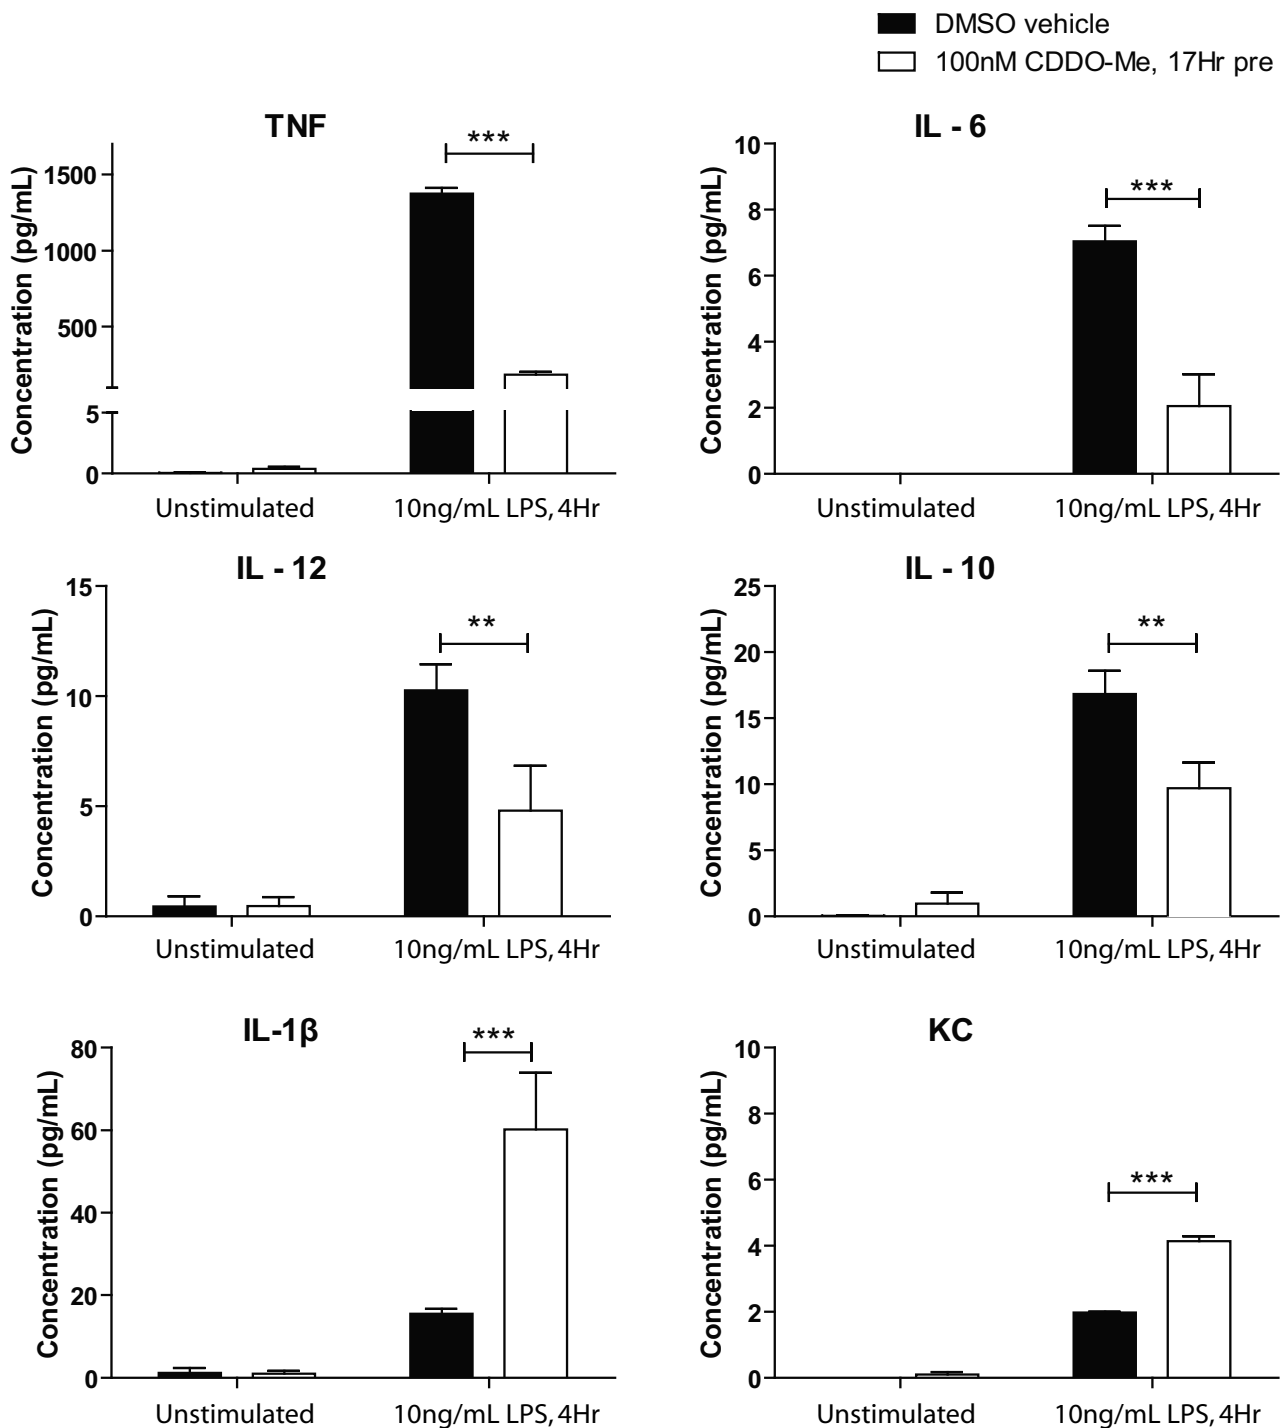 DMSO vehicle
100nM CDDO-Me, 17Hr pre
TNF
Concentration (pg/mL)
1500
1000
500
5
0
***
Unstimulated
10ng/mL LPS, 4Hr
IL - 6
Concentration (pg/mL)
10
8
6
4
2
0
***
Unstimulated
10ng/mL LPS, 4Hr
IL - 12
Concentration (pg/mL)
15
10
5
0
**
Unstimulated
10ng/mL LPS, 4Hr
IL - 10
Concentration (pg/mL)
25
20
15
10
5
0
**
Unstimulated
10ng/mL LPS, 4Hr
IL-1β
Concentration (pg/mL)
80
60
40
20
0
***
Unstimulated
10ng/mL LPS, 4Hr
KC
Concentration (pg/mL)
10
8
6
4
2
0
***
Unstimulated
10ng/mL LPS, 4Hr